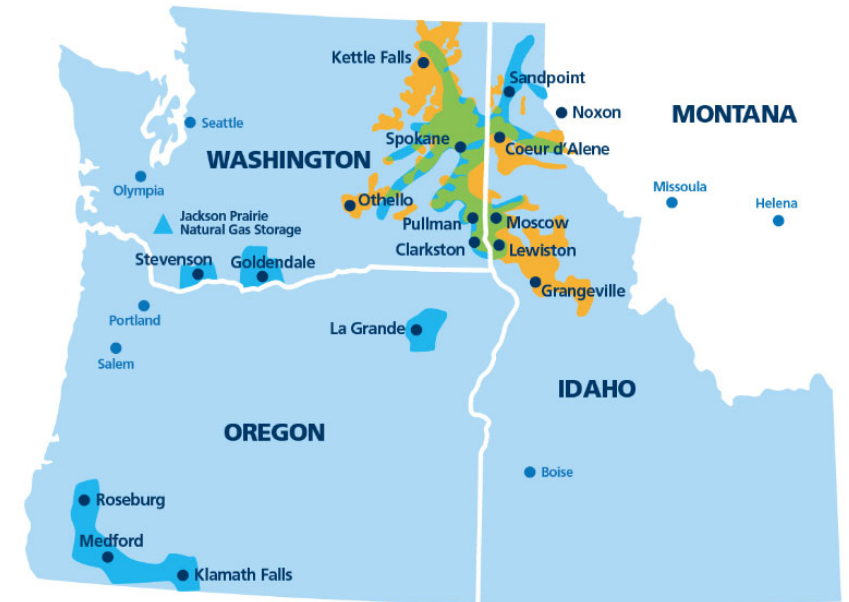 Kettle Falls
Sandpoint
Noxon
MONTANA
Seattle
Spokane
Coeur d'Alene
WASHINGTON
Olympia
Missoula
Helena
Othello
Jackson Prairie
Natural Gas Storage
Pullman
Moscow
Clarkston
Lewiston
Stevenson
Goldendale
Grangeville
Portland
La Grande
Salem
IDAHO
OREGON
Boise
Roseburg
Medford
Klamath Falls